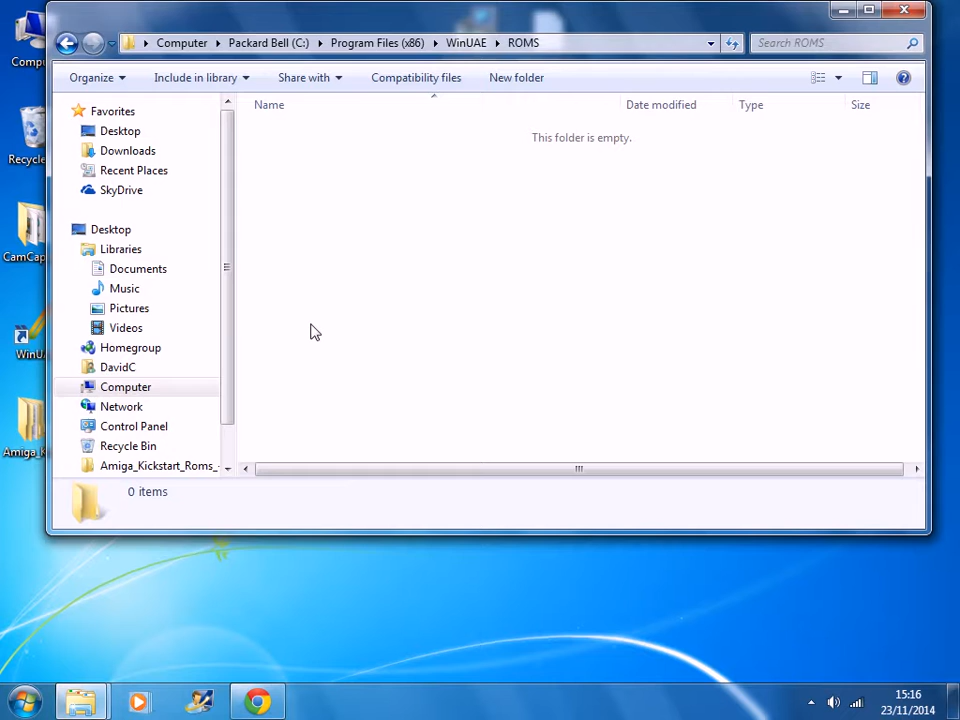 Computer Packard Bell (C:) Program Files (x86) WinUAE ROMS
Search ROMS
Organize Include in library Share with Compatibility files New folder
Name Date modified Type Size
This folder is empty.
Favorites
Desktop
Downloads
Recent Places
SkyDrive
Desktop
Libraries
Documents
Music
Pictures
Videos
Homegroup
DavidC
Computer
Network
Control Panel
Recycle Bin
Amiga_Kickstart_Roms_-
0 items
Compu
Recycle
CamCap
WinUA
Amiga_K
15:16
23/11/2014